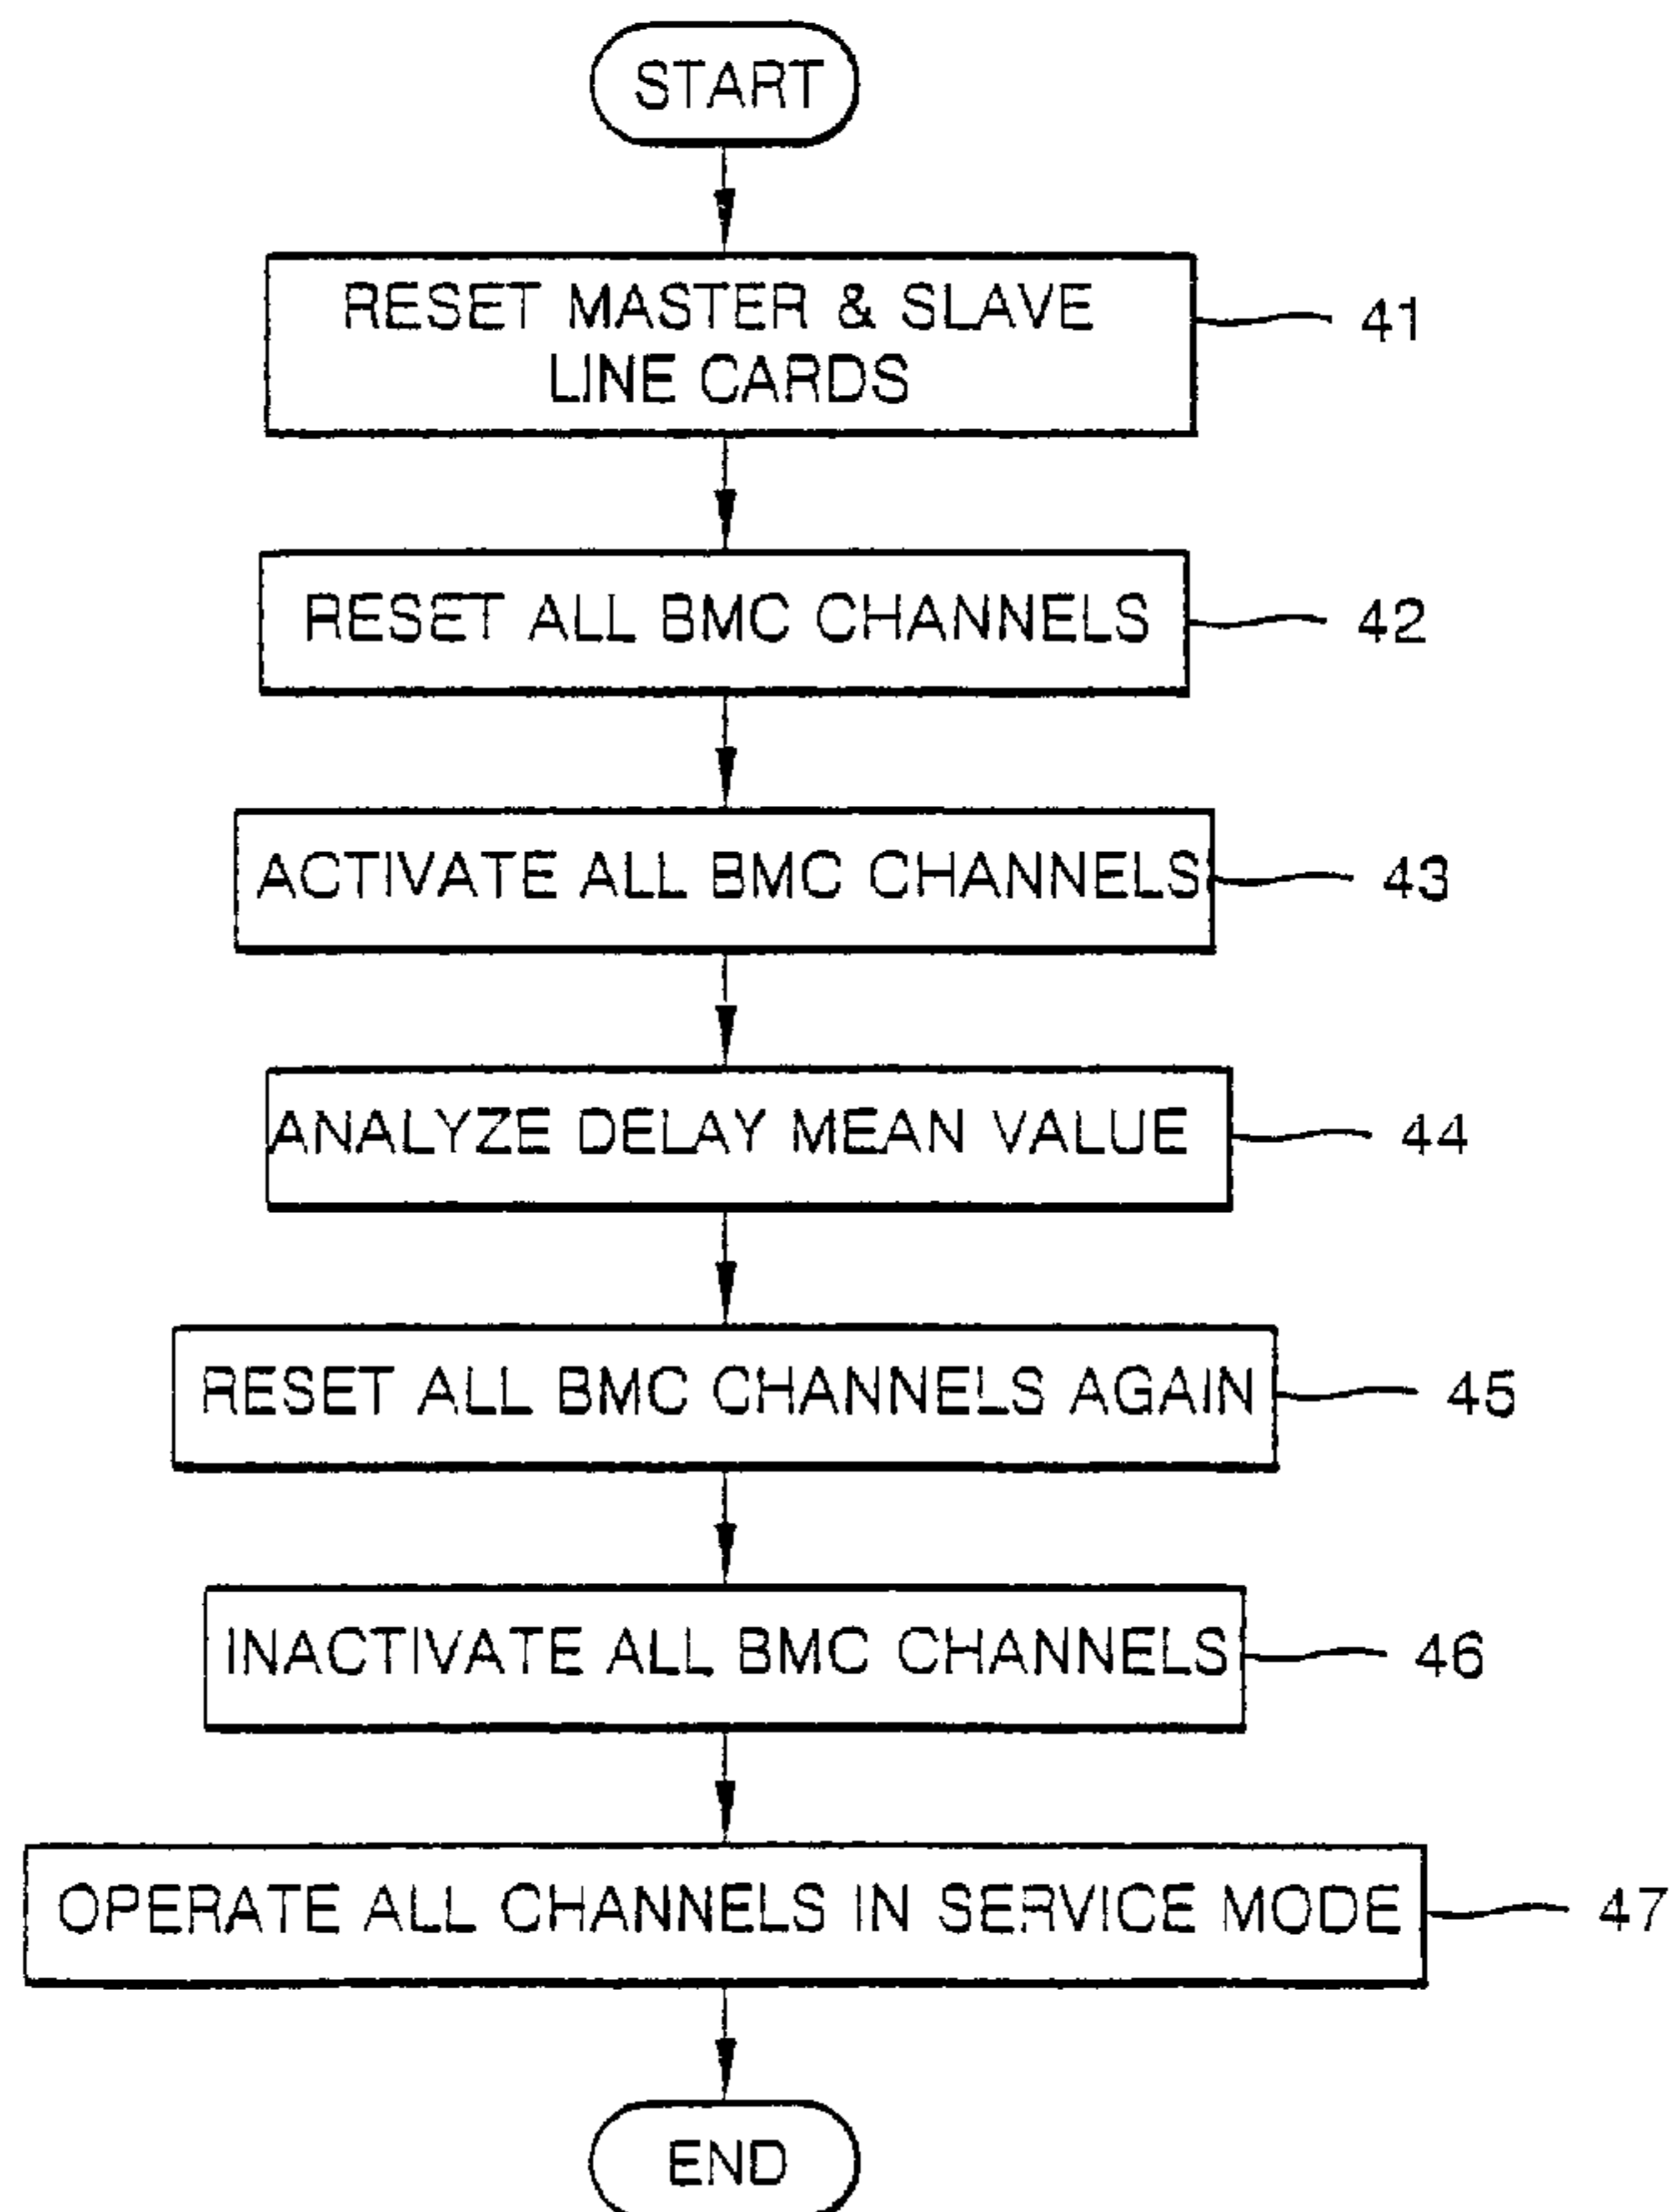 START
RESET MASTER & SLAVE
LINE CARDS
41
RESET ALL BMC CHANNELS
42
ACTIVATE ALL BMC CHANNELS
43
ANALYZE DELAY MEAN VALUE
44
RESET ALL BMC CHANNELS AGAIN
45
INACTIVATE ALL BMC CHANNELS
46
OPERATE ALL CHANNELS IN SERVICE MODE
47
END